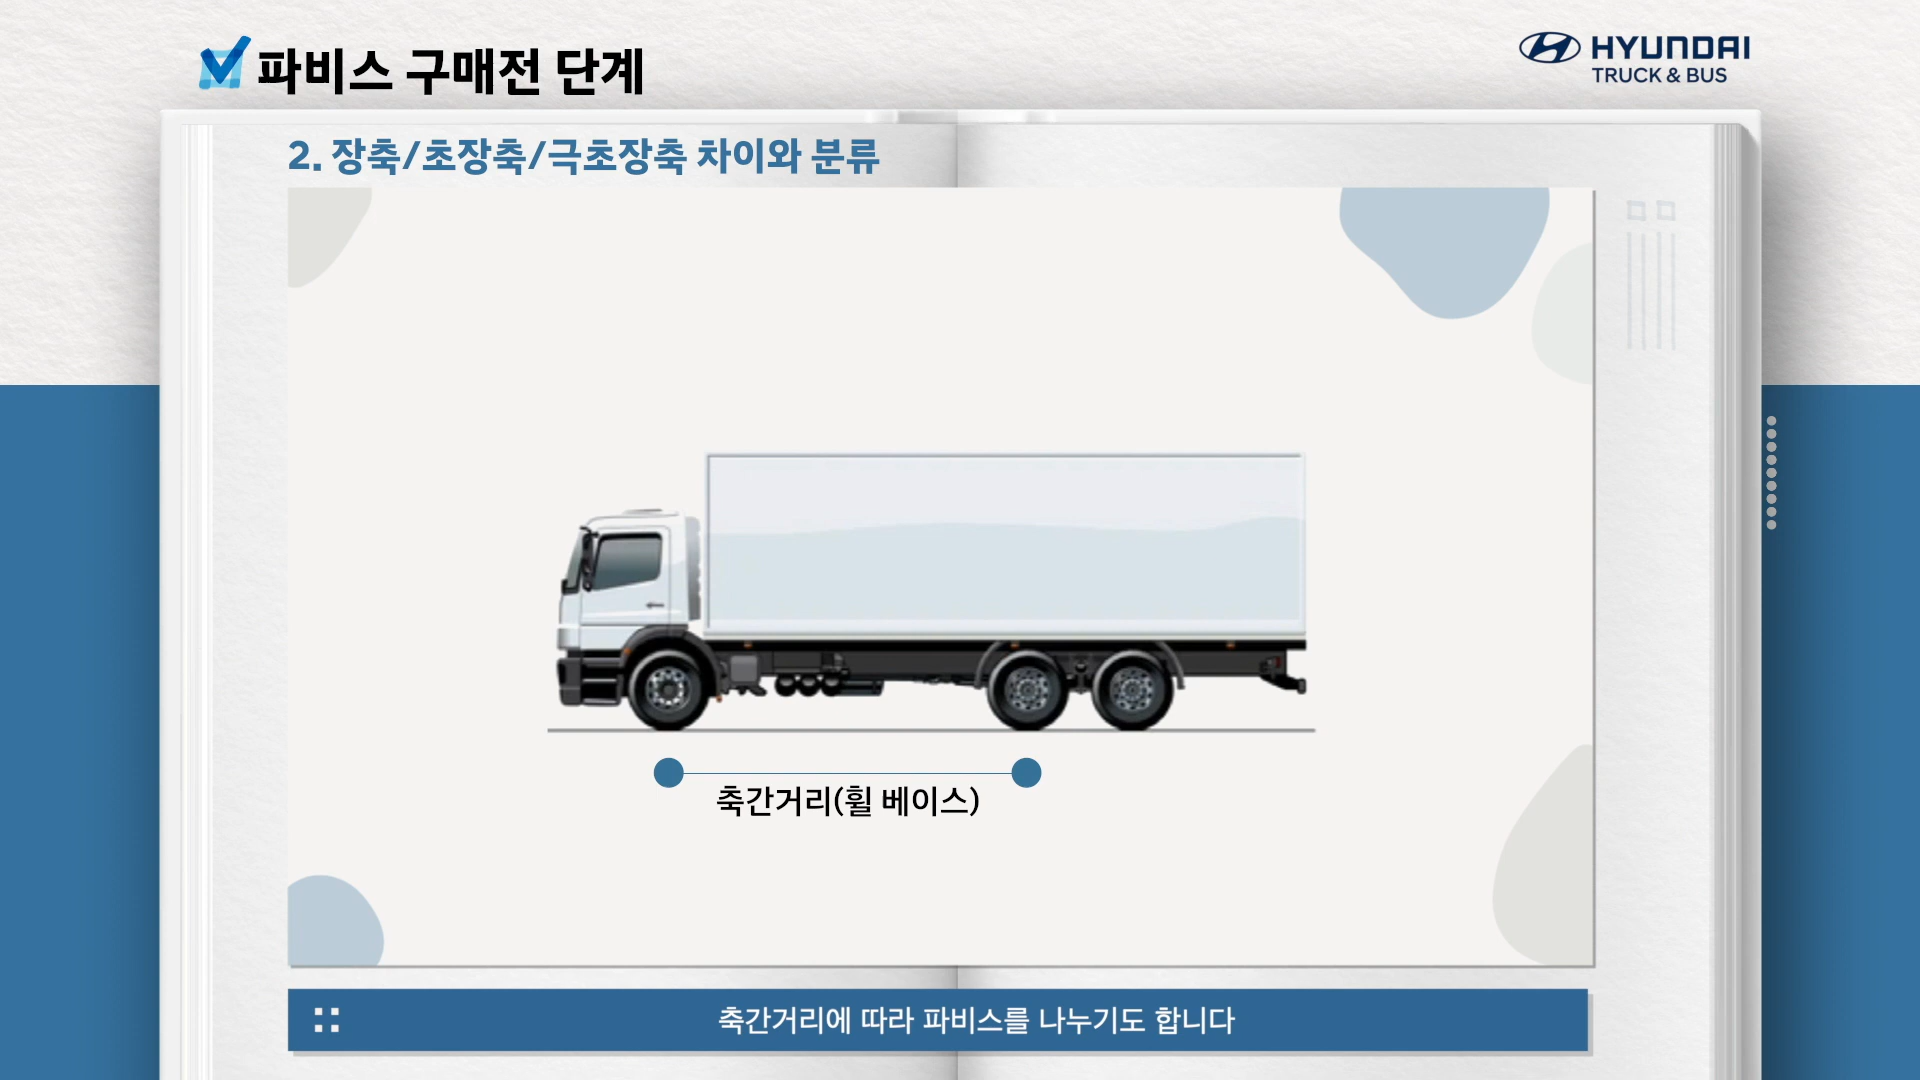 파비스 구매전 단계
HYUNDAI
TRUCK & BUS
2. 장축/초장축/극초장축 차이와 분류
축간거리(휠 베이스)
축간거리에 따라 파비스를 나누기도 합니다